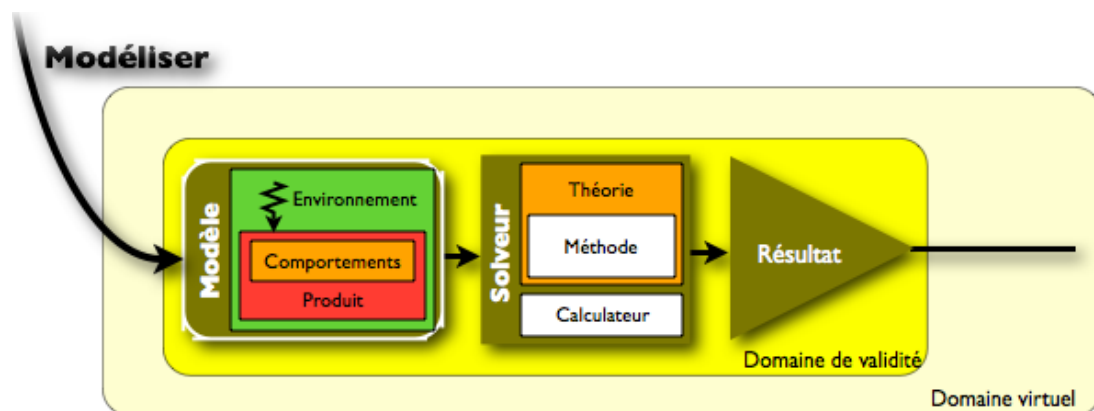 Modéliser
Modèle
Environnement
Comportements
Produit
Solveur
Théorie
Méthode
Calculateur
Résultat
Domaine de validité
Domaine virtuel